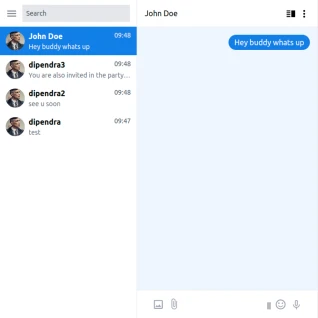 Search
John Doe
John Doe 09:48
Hey buddy whats up
Hey buddy whats up
dipendra3 09:48
You are also invited in the party...
dipendra2 09:48
see u soon
dipendra 09:47
test